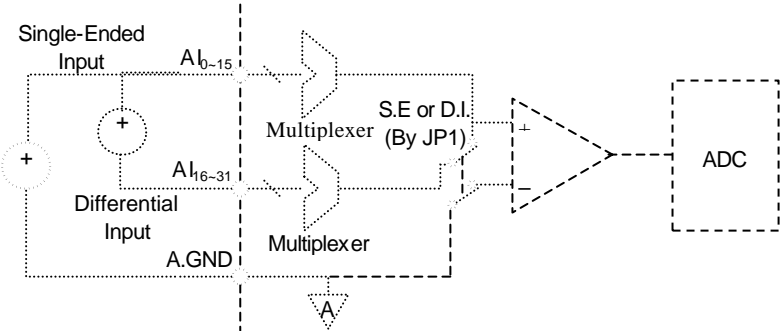 Single-Ended
Input
AI0~15
+
+
Multiplexer
S.E or D.I.
(By JP1)
+
−
ADC
AI16~31
Differential
Input
Multiplexer
A.GND
A